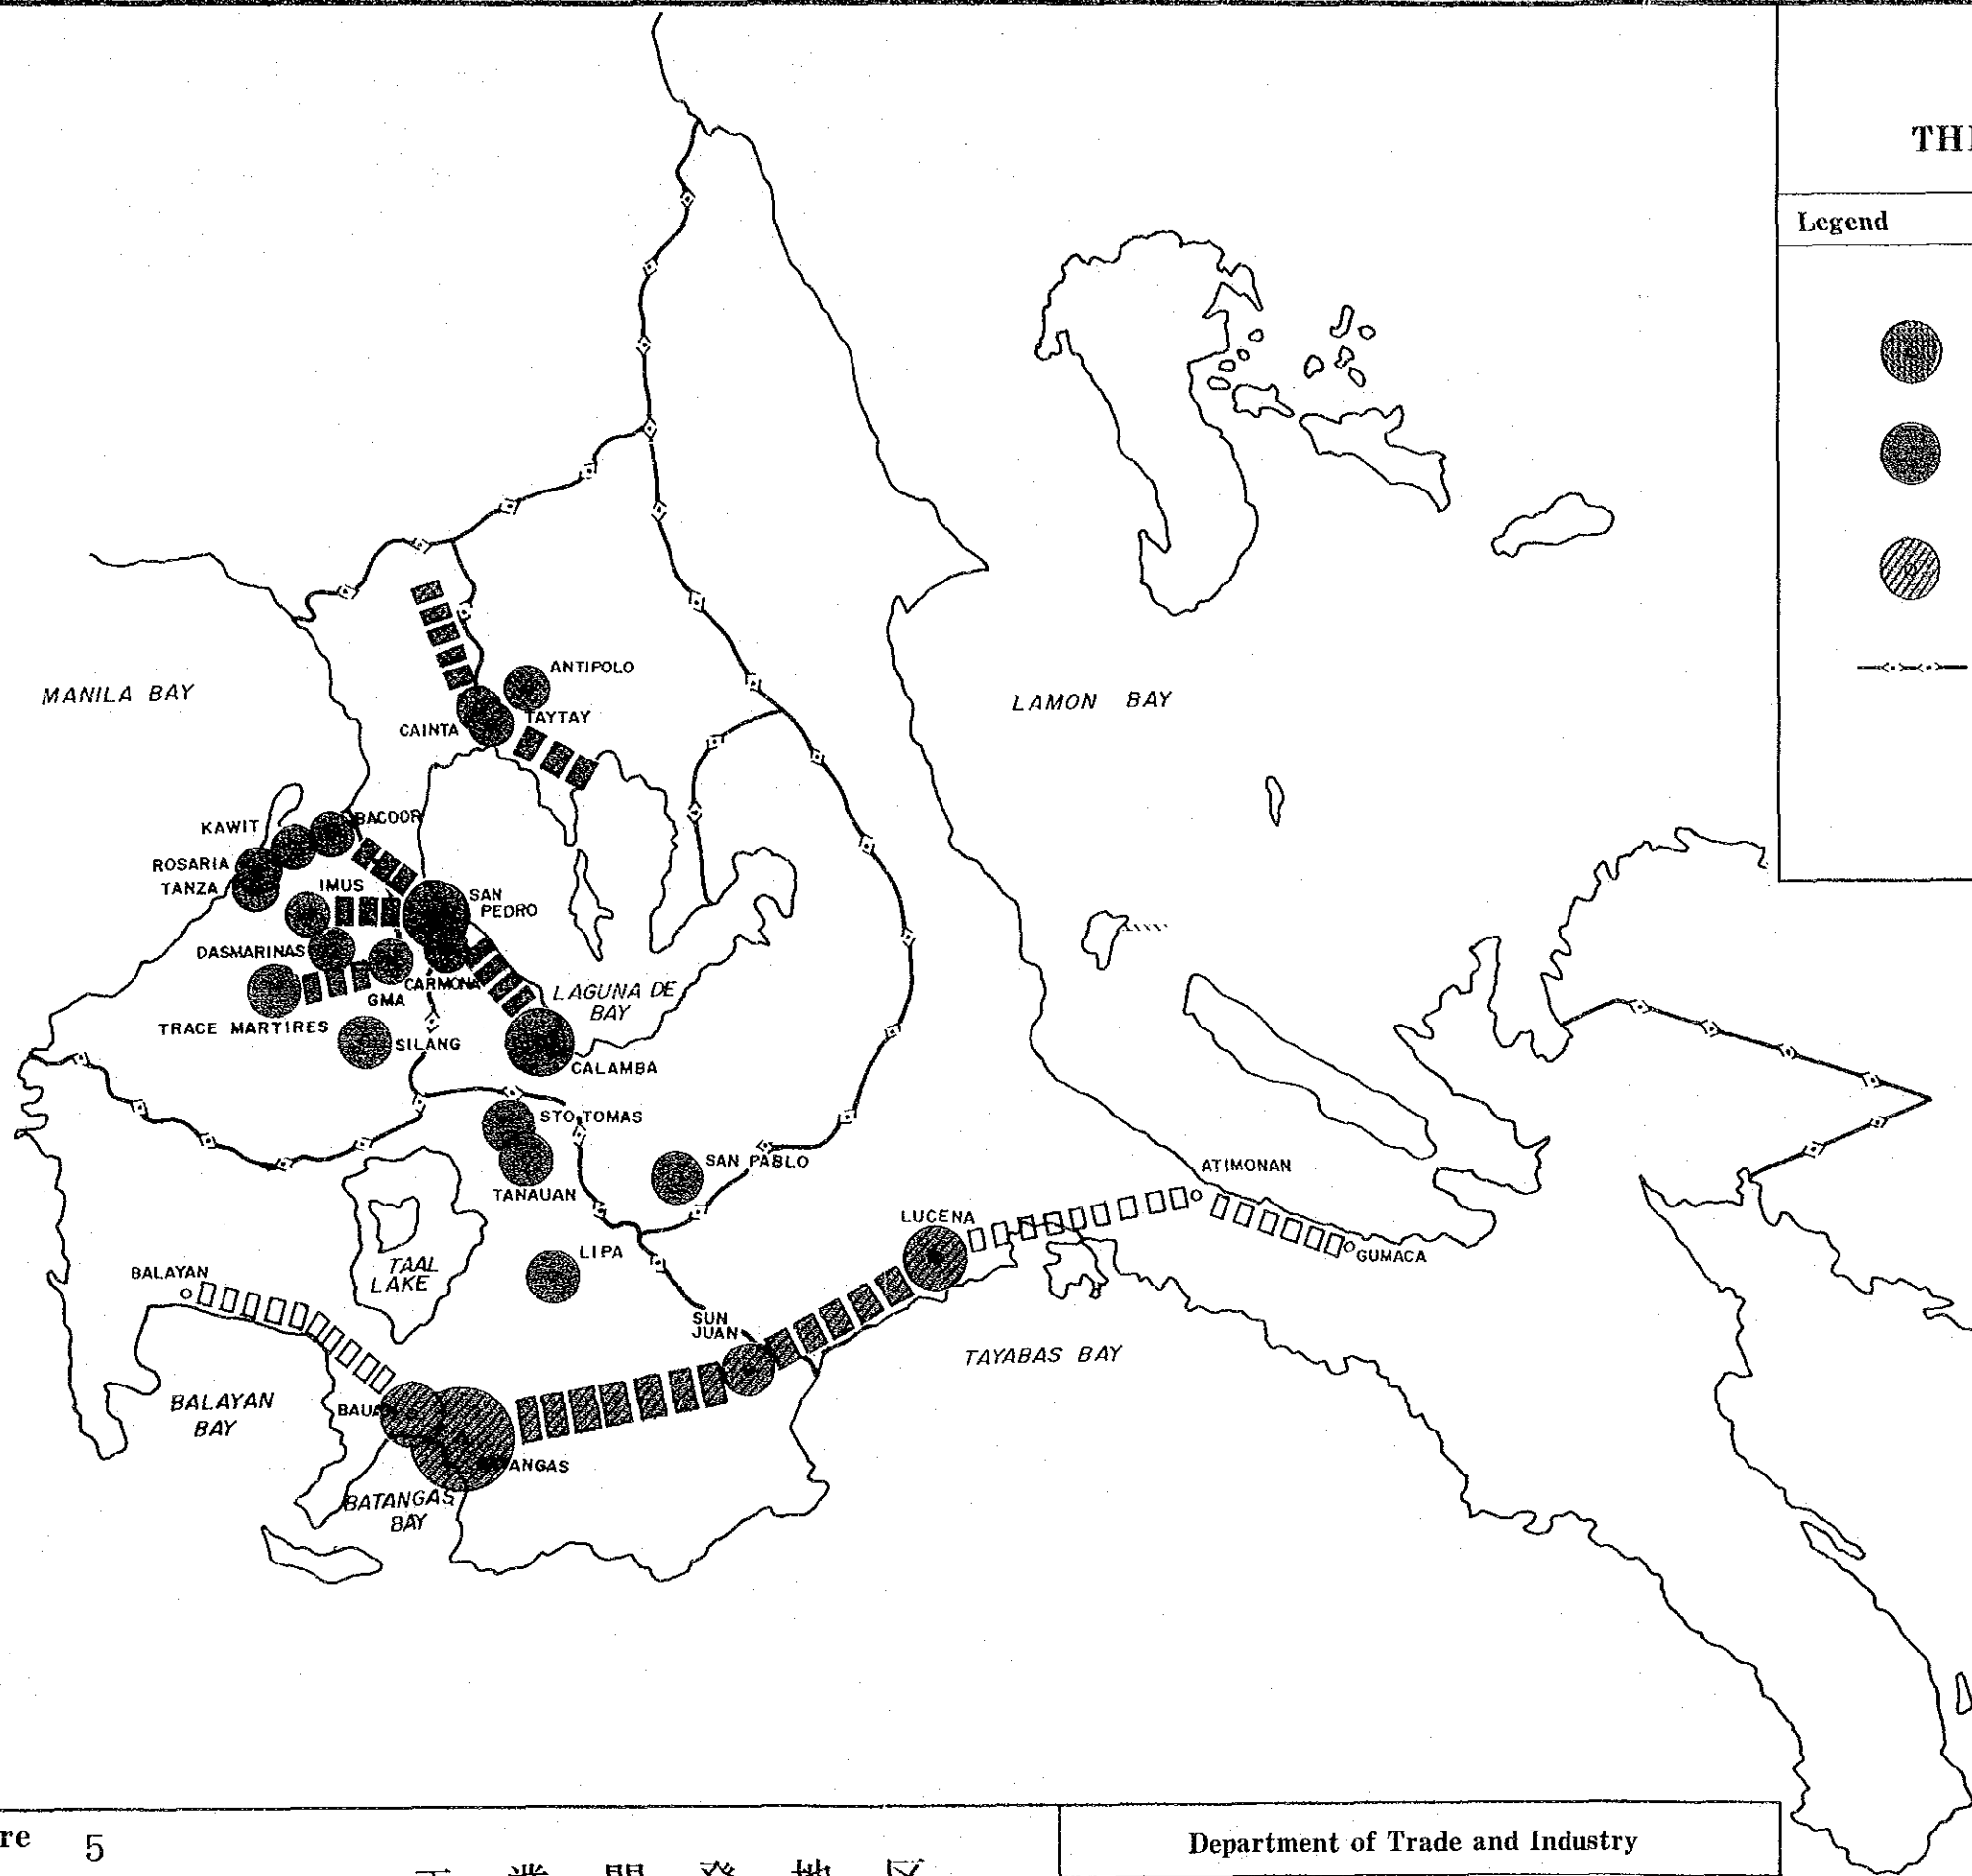 THE
Legend
MANILA BAY
LAMON BAY
ANTIPOLO
TAYTAY
CAINTA
KAWIT
BACOOR
ROSARIA
TANZA
IMUS
SAN
PEDRO
DASMARINAS
GMA
CARMONA
TRACE MARTIRES
SILANG
LAGUNA DE
BAY
CALAMBA
STO TOMAS
SAN PABLO
TANAUAN
ATIMONAN
LUCENA
GUMACA
LIPA
TAAL
LAKE
BALAYAN
SUN
JUAN
TAYABAS BAY
BALAYAN
BAY
BAUAN
BATANGAS
BATANGAS
BAY
re 5
Department of Trade and Industry